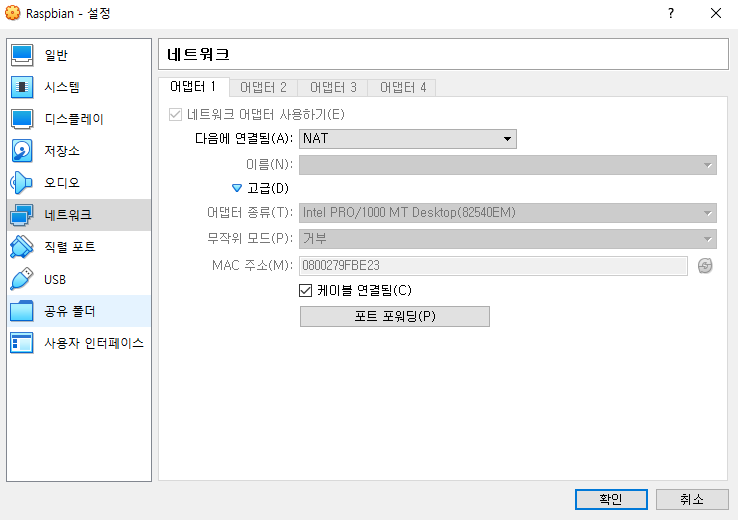 Raspbian - 설정
?
일반
시스템
디스플레이
저장소
오디오
네트워크
직렬 포트
USB
공유 폴더
사용자 인터페이스
네트워크
어댑터 1 어댑터 2 어댑터 3 어댑터 4
네트워크 어댑터 사용하기(E)
다음에 연결됨(A): NAT
이름(N):
고급(D)
어댑터 종류(T): Intel PRO/1000 MT Desktop(82540EM)
무작위 모드(P): 거부
MAC 주소(M): 0800279FBE23
케이블 연결됨(C)
포트 포워딩(P)
확인 취소